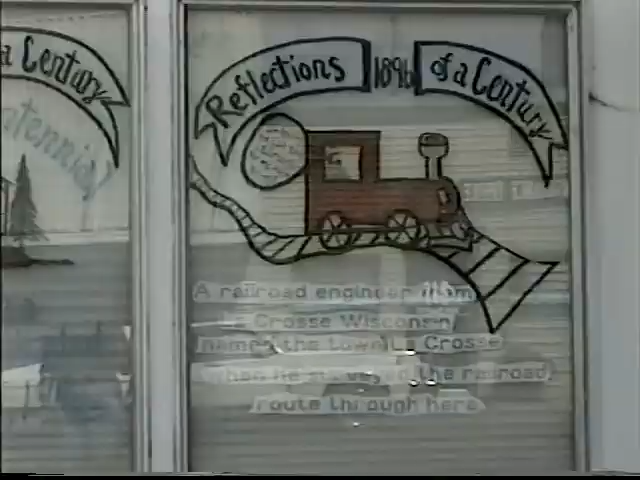 a Century
tennial
Reflections 1896 of a Century
A railroad engineer from
La Crosse Wisconsin
named the town La Crosse
when he surveyed the railroad
route through here